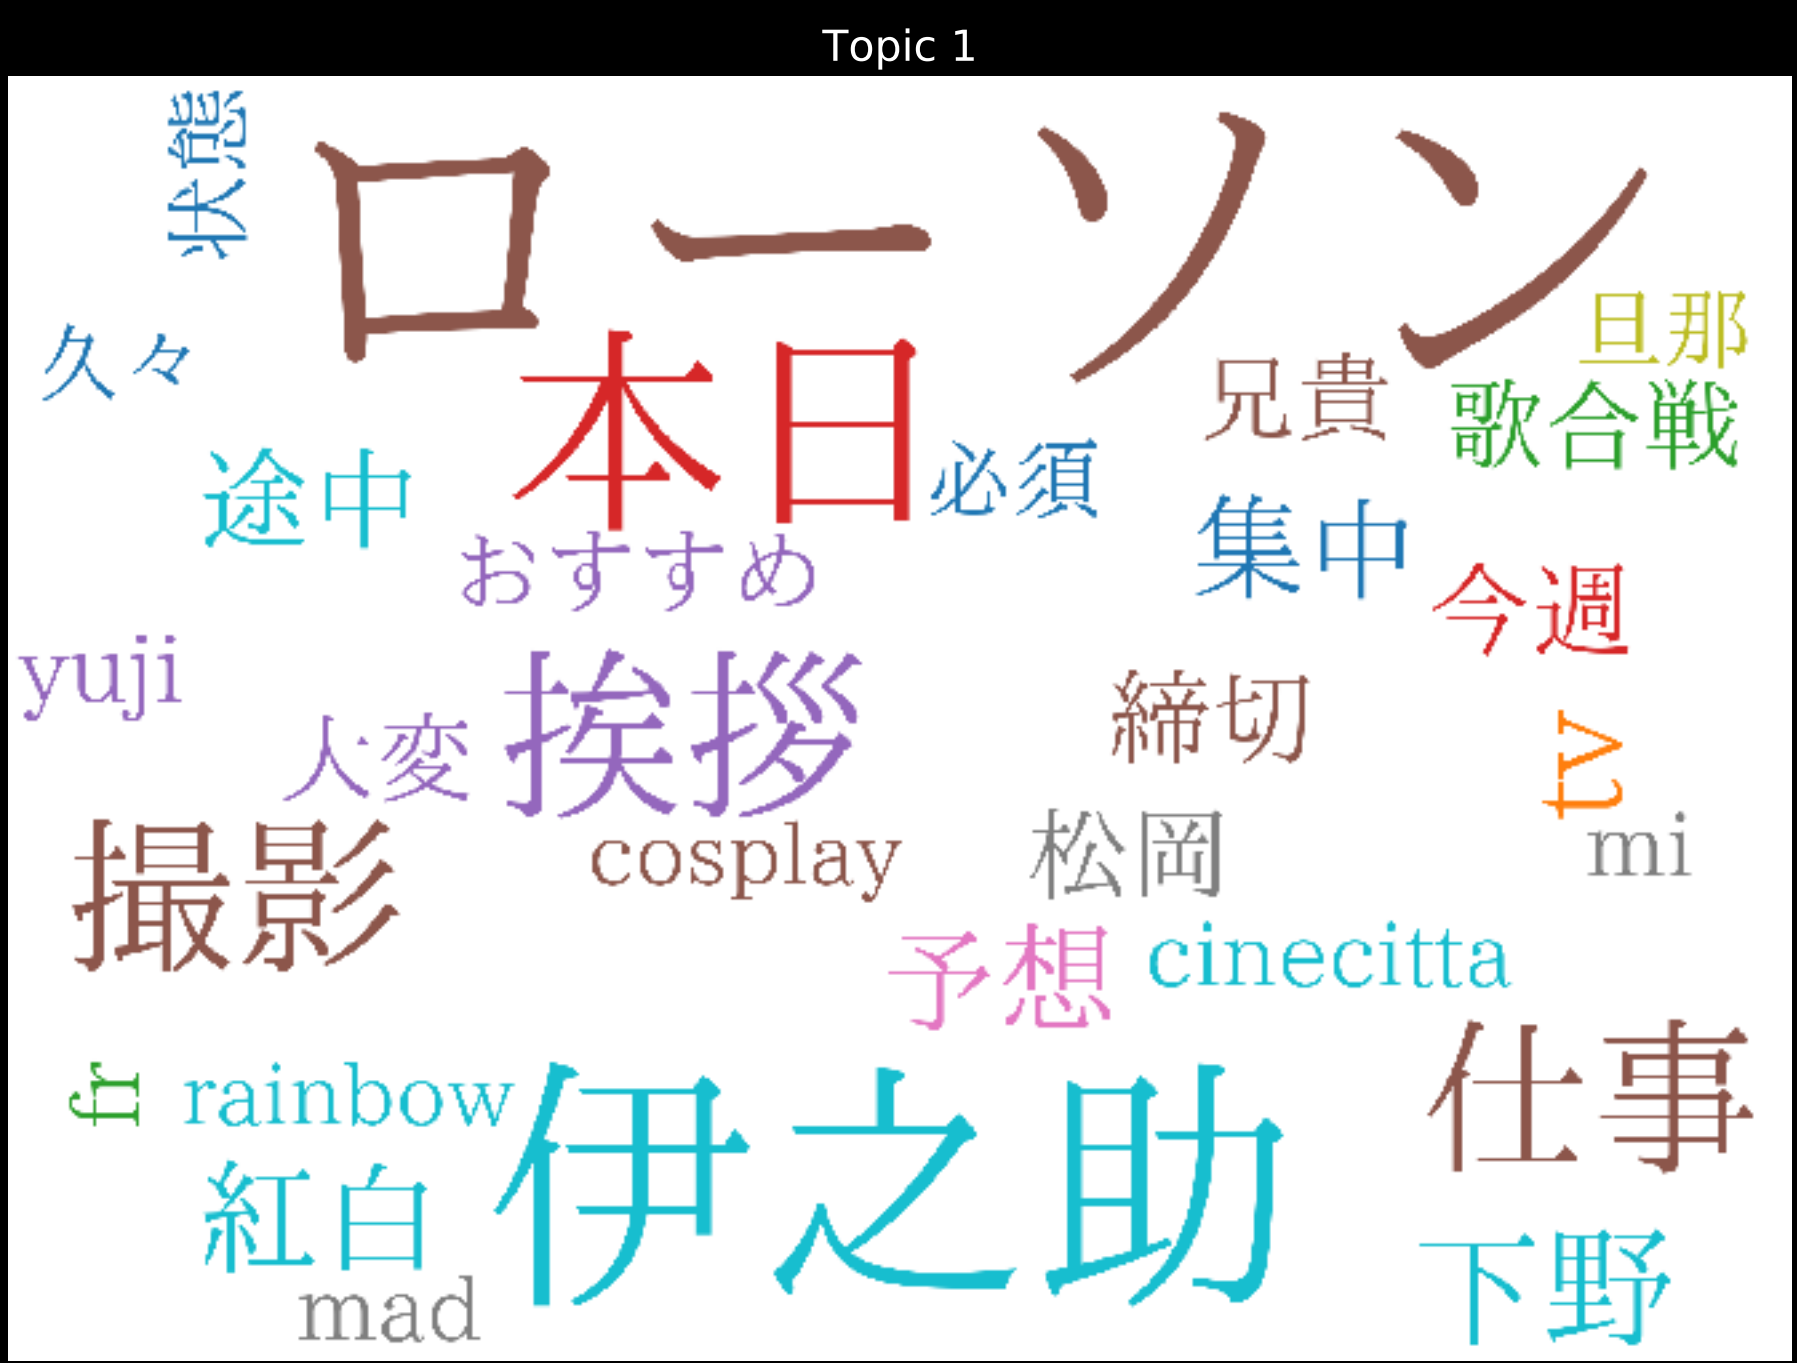 Topic 1
状態
ローソン
旦那
久々
本日
兄貴
歌合戦
途中
必須
集中
おすすめ
今週
yuji
挨拶
締切
大変
tv
撮影
cosplay
松岡
mi
予想
cinecitta
仕事
fr
rainbow
伊之助
紅白
下野
mad